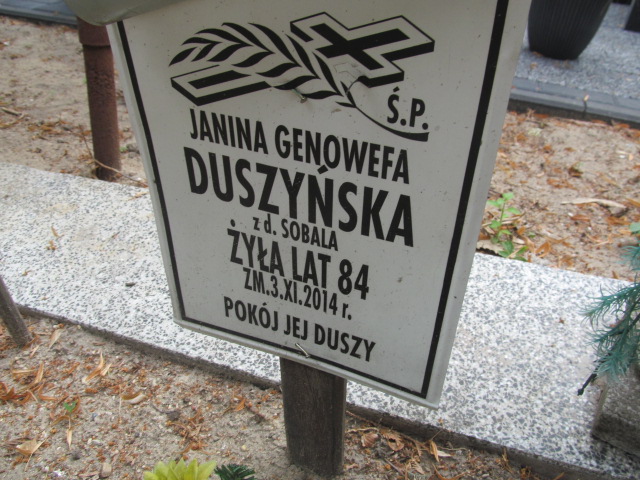 Ś.P.
JANINA GENOWEFA
DUSZYŃSKA
z d. SOBALA
ŻYŁA LAT 84
ZM.3.XI.2014 r.
POKÓJ JEJ DUSZY